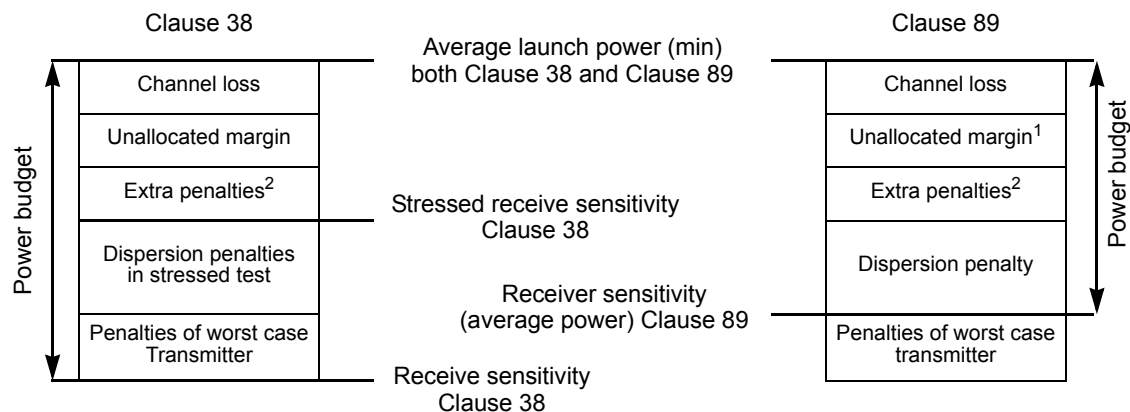 Clause 38
Clause 89
Average launch power (min)
both Clause 38 and Clause 89
Power budget
Channel loss
Unallocated margin
Extra penalties²
Dispersion penalties
in stressed test
Penalties of worst case
Transmitter
Stressed receive sensitivity
Clause 38
Receiver sensitivity
(average power) Clause 89
Receive sensitivity
Clause 38
Channel loss
Unallocated margin¹
Extra penalties²
Dispersion penalty
Penalties of worst case
transmitter
Power budget